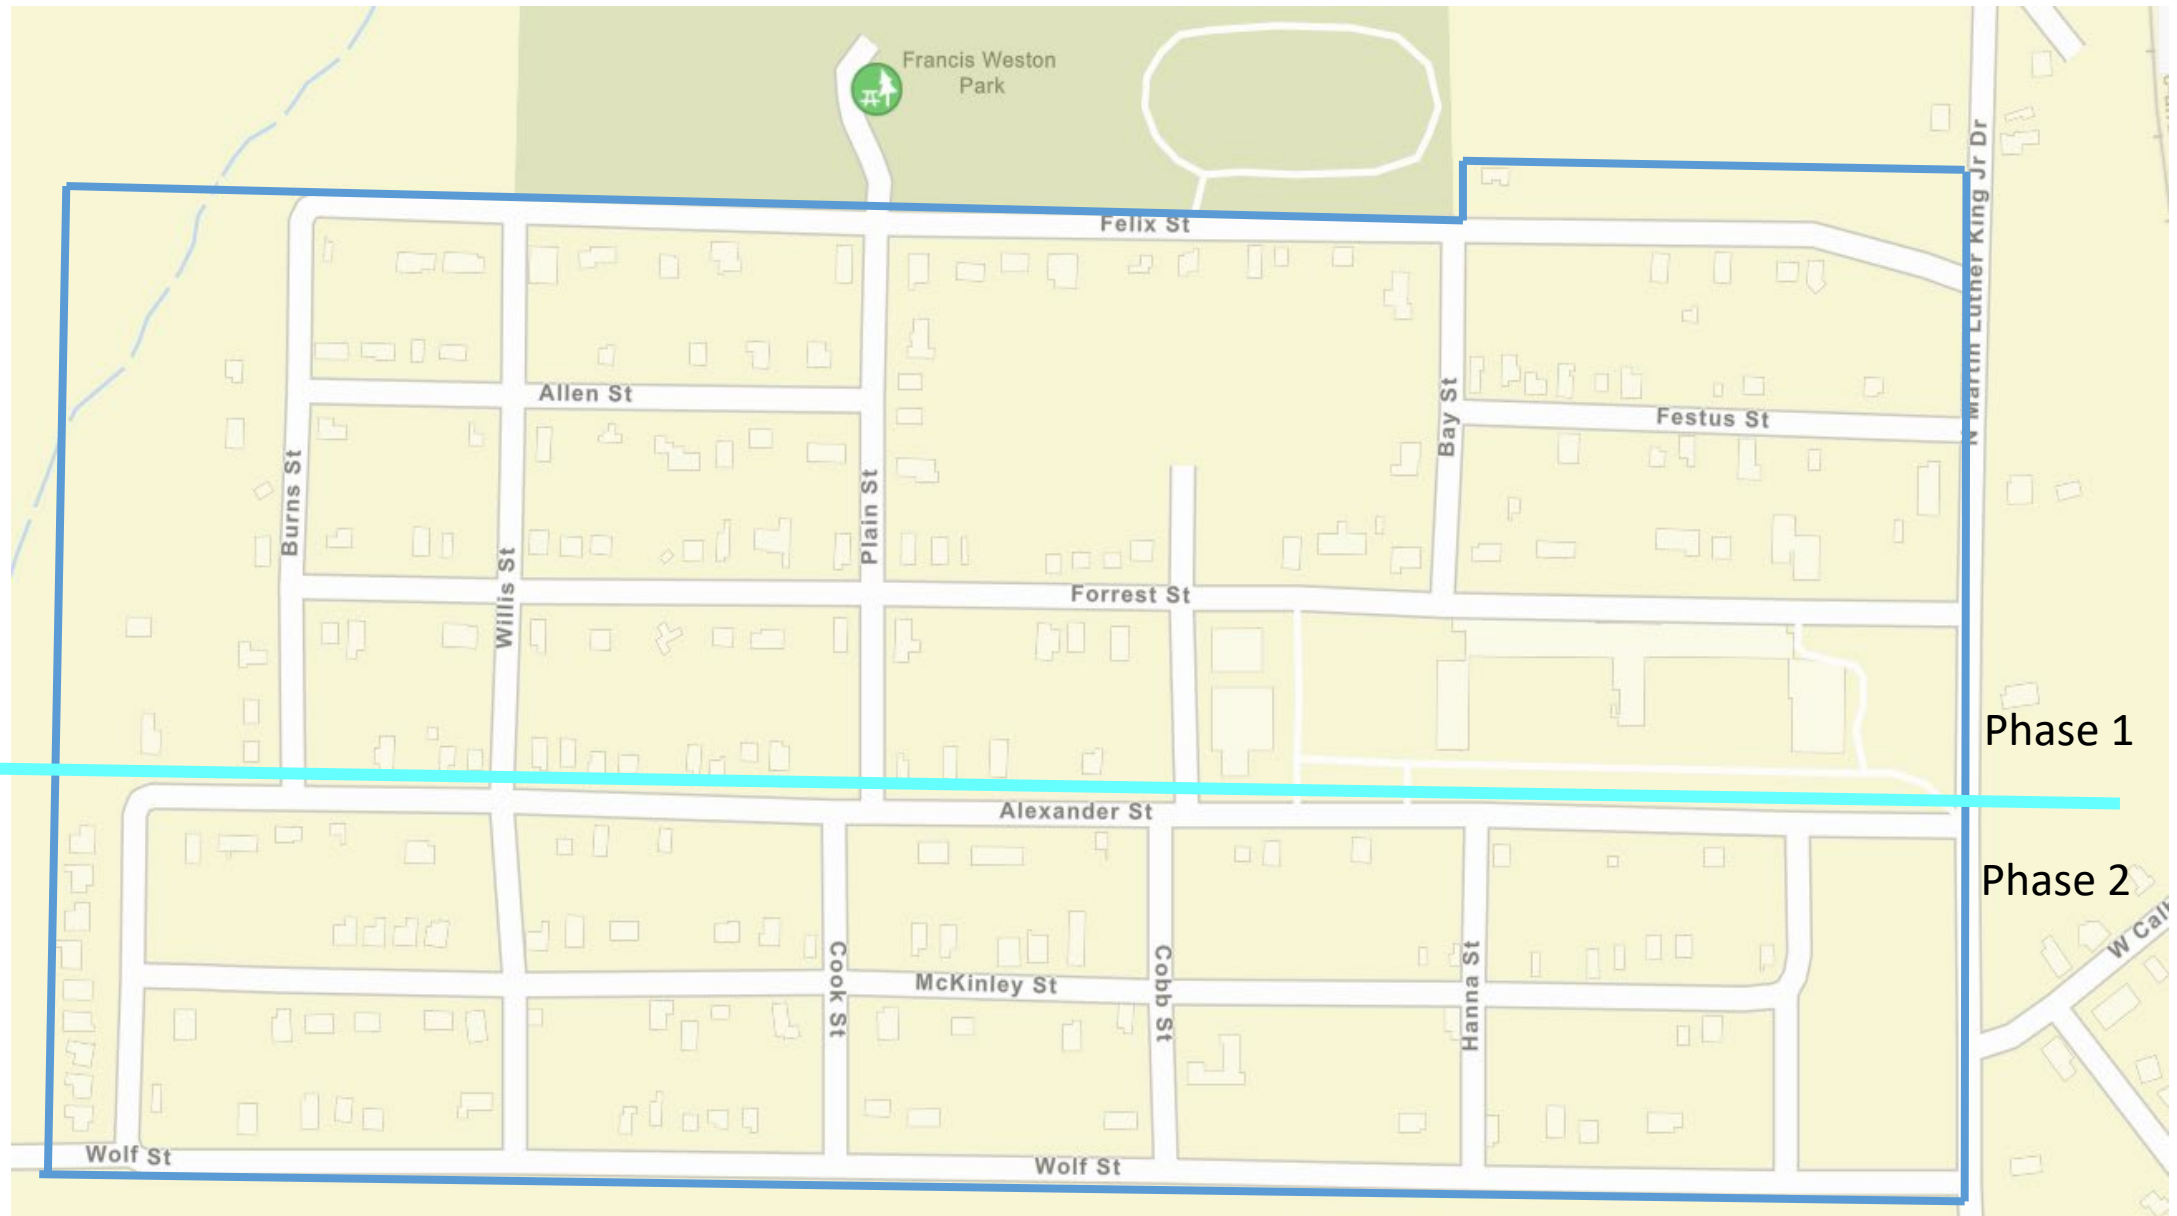 Francis Weston
Park
Felix St
N Martin Luther King Jr Dr
Allen St
Festus St
Bay St
Burns St
Plain St
Willis St
Forrest St
Phase 1
Alexander St
Phase 2
W Cal
Cook St
Cobb St
Hanna St
McKinley St
Wolf St
Wolf St